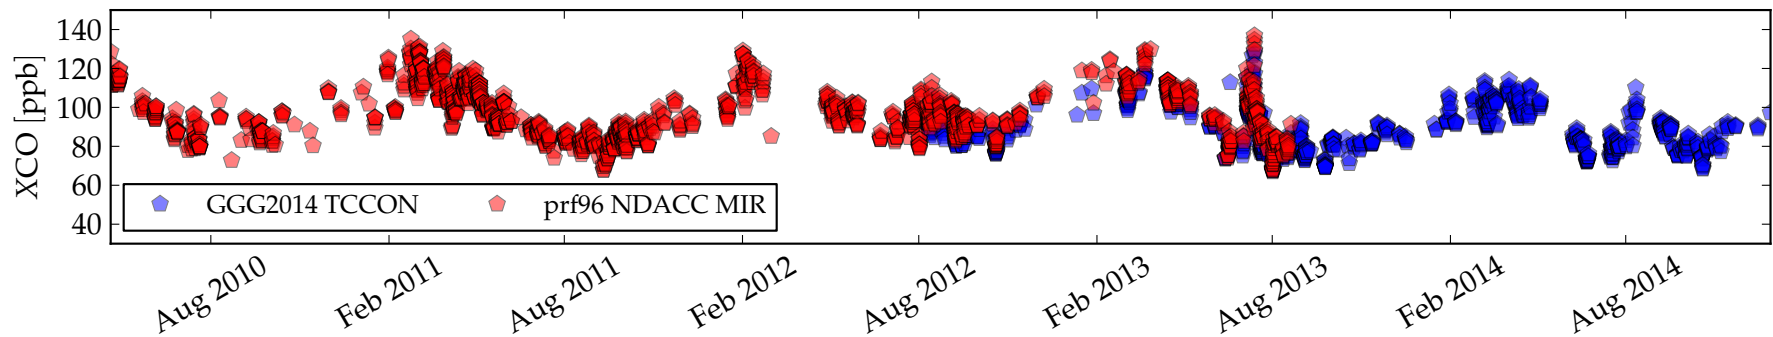 XCO [ppb]
140
120
100
80
60
40
GGG2014 TCCON
prf96 NDACC MIR
Aug 2010
Feb 2011
Aug 2011
Feb 2012
Aug 2012
Feb 2013
Aug 2013
Feb 2014
Aug 2014